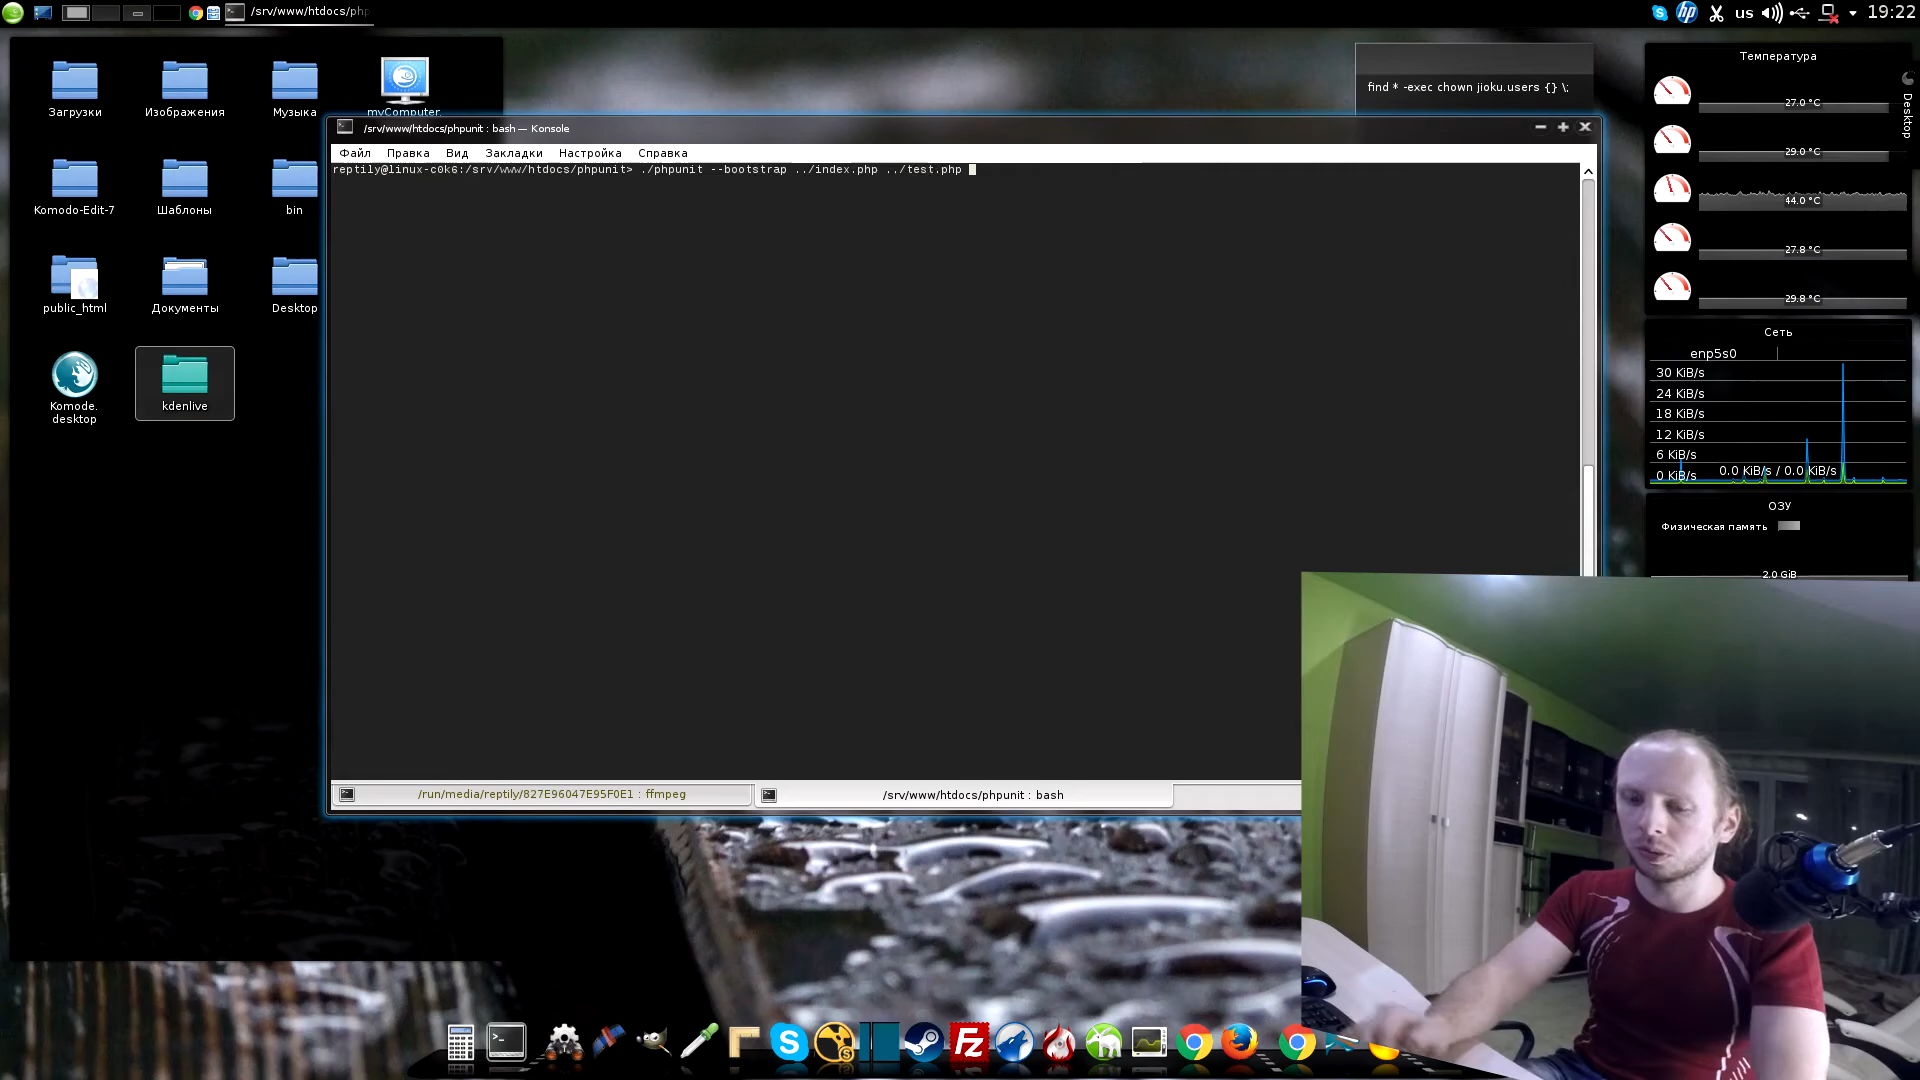 /srv/www/htdocs/php
us
19:22
Загрузки
Изображения
Музыка
myComputer.
Komodo-Edit-7
Шаблоны
bin
public_html
Документы
Desktop
Komode.
desktop
kdenlive
find * -exec chown jioku.users {} \;
/srv/www/htdocs/phpunit : bash — Konsole
Файл Правка Вид Закладки Настройка Справка
reptily@linux-c0k6:/srv/www/htdocs/phpunit> ./phpunit --bootstrap ../index.php ../test.php
/run/media/reptily/827E96047E95F0E1 : ffmpeg
/srv/www/htdocs/phpunit : bash
Температура
27.0 °C
29.0 °C
44.0 °C
27.8 °C
29.8 °C
Desktop
Сеть
enp5s0
30 KiB/s
24 KiB/s
18 KiB/s
12 KiB/s
6 KiB/s
0 KiB/s
0.0 KiB/s / 0.0 KiB/s
ОЗУ
Физическая память
2.0 GiB